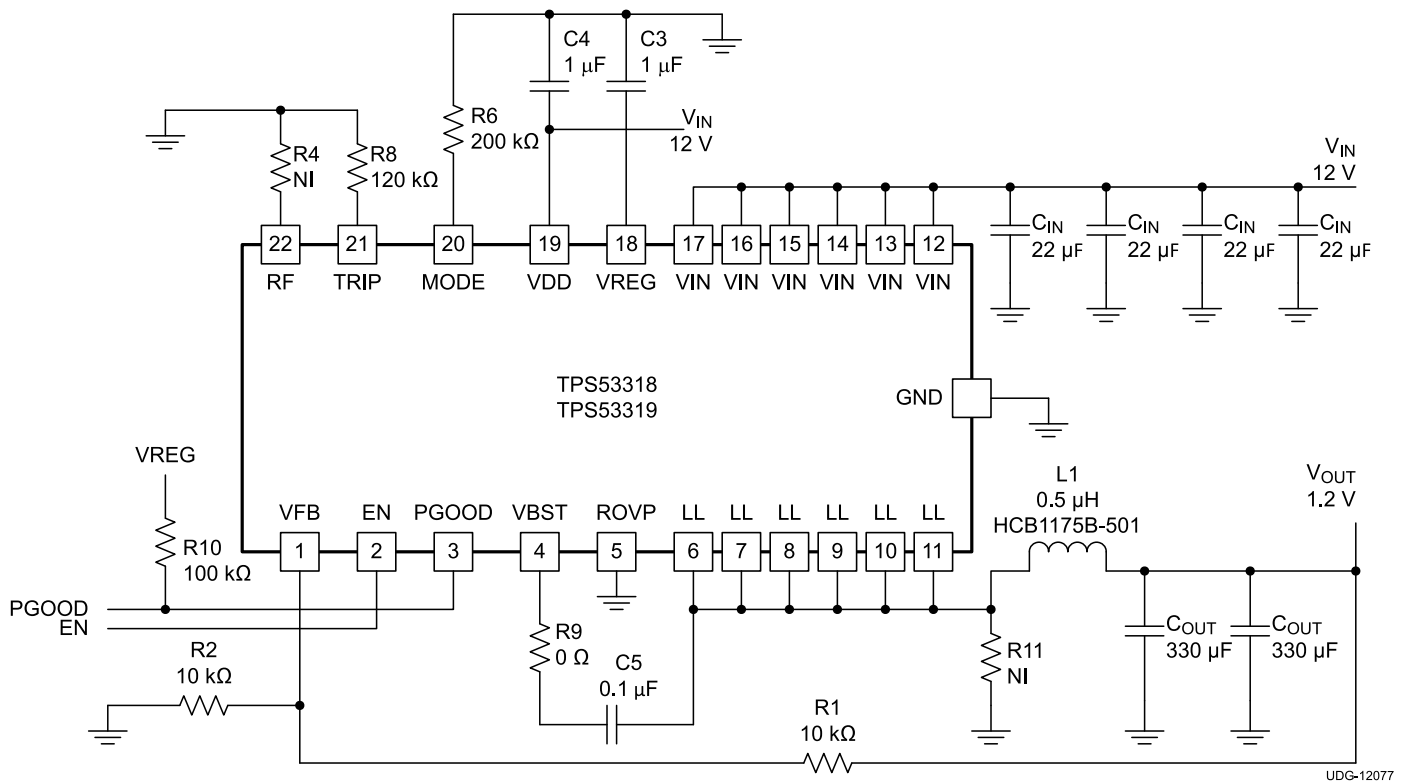 C4
1 µF
C3
1 µF
R6
200 kΩ
VIN
12 V
R4
NI
R8
120 kΩ
VIN
12 V
CIN
22 µF
CIN
22 µF
CIN
22 µF
CIN
22 µF
22
21
20
19
18
17
16
15
14
13
12
RF
TRIP
MODE
VDD
VREG
VIN
VIN
VIN
VIN
VIN
VIN
TPS53318
TPS53319
GND
VREG
R10
100 kΩ
VFB
EN
PGOOD
VBST
ROVP
LL
LL
LL
LL
LL
LL
1
2
3
4
5
6
7
8
9
10
11
L1
0.5 µH
HCB1175B-501
VOUT
1.2 V
PGOOD
EN
R2
10 kΩ
R9
0 Ω
C5
0.1 µF
R11
NI
COUT
330 µF
COUT
330 µF
R1
10 kΩ
UDG-12077